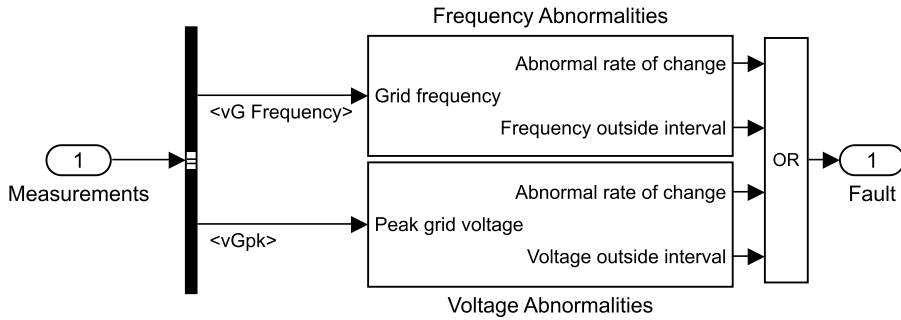 Frequency Abnormalities
Abnormal rate of change
Grid frequency
<vG Frequency>
Frequency outside interval
1
Measurements
OR
1
Fault
Abnormal rate of change
Peak grid voltage
<vGpk>
Voltage outside interval
Voltage Abnormalities